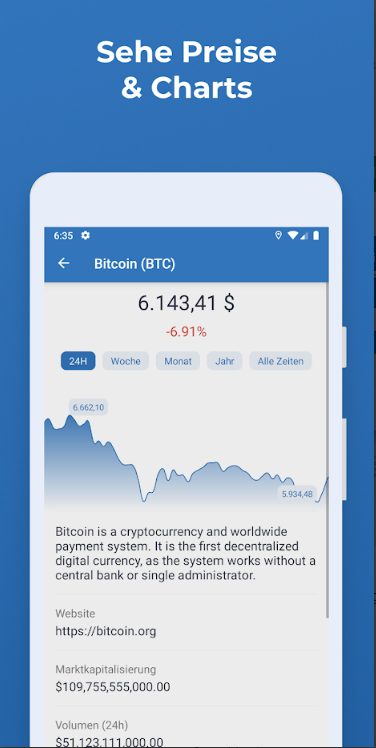 Sehe Preise
& Charts
6:35
Bitcoin (BTC)
6.143,41 $
-6.91%
24H Woche Monat Jahr Alle Zeiten
6.662,10
5.934,48
Bitcoin is a cryptocurrency and worldwide
payment system. It is the first decentralized
digital currency, as the system works without a
central bank or single administrator.
Website
https://bitcoin.org
Marktkapitalisierung
$109,755,555,000.00
Volumen (24h)
$51,123,111,000.00